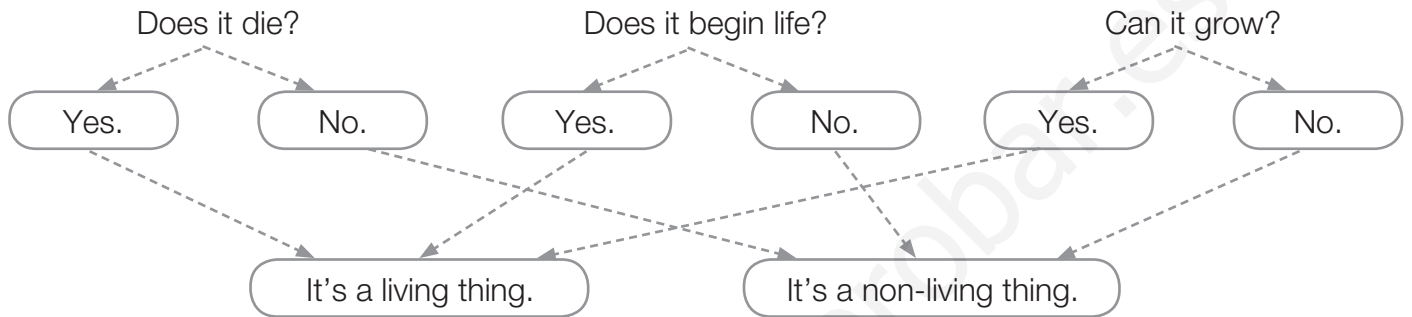 Does it die? Does it begin life? Can it grow?
Yes. No. Yes. No. Yes. No.
It's a living thing. It's a non-living thing.